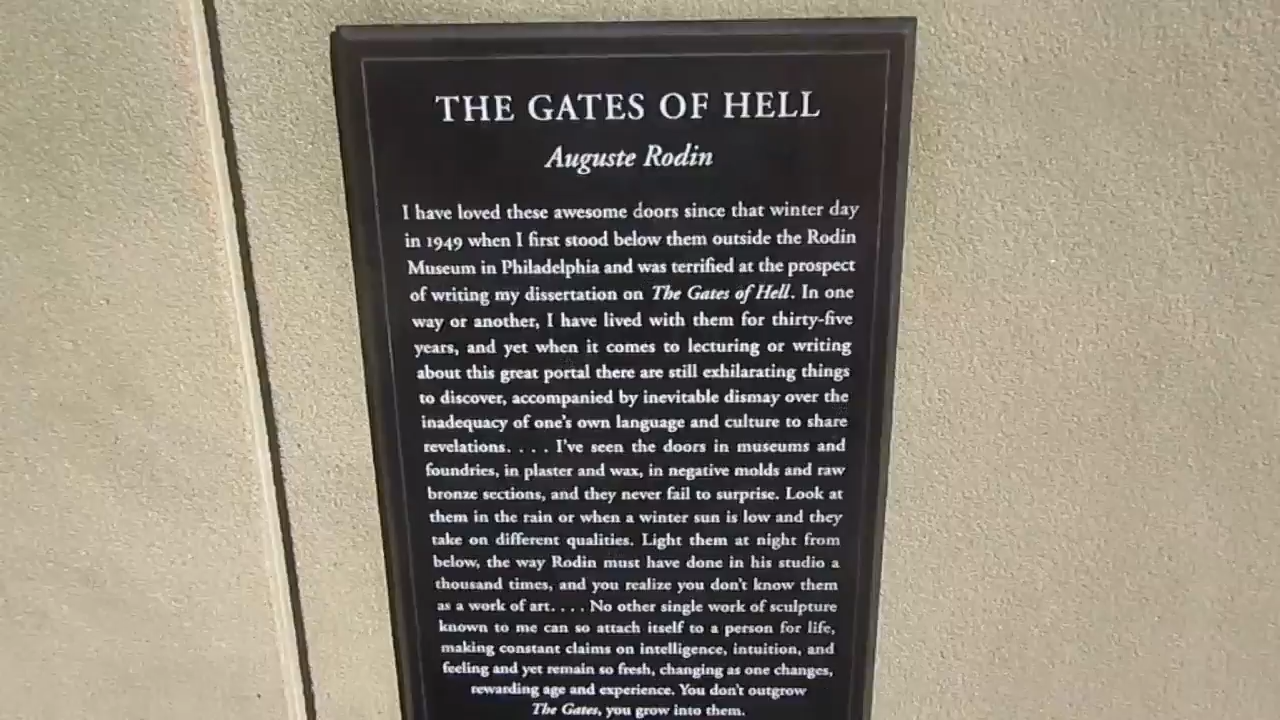 THE GATES OF HELL
Auguste Rodin
I have loved these awesome doors since that winter day
in 1949 when I first stood below them outside the Rodin
Museum in Philadelphia and was terrified at the prospect
of writing my dissertation on The Gates of Hell. In one
way or another, I have lived with them for thirty-five
years, and yet when it comes to lecturing or writing
about this great portal there are still exhilarating things
to discover, accompanied by inevitable dismay over the
inadequacy of one's own language and culture to share
revelations. . . . I've seen the doors in museums and
foundries, in plaster and wax, in negative molds and raw
bronze sections, and they never fail to surprise. Look at
them in the rain or when a winter sun is low and they
take on different qualities. Light them at night from
below, the way Rodin must have done in his studio a
thousand times, and you realize you don't know them
as a work of art. . . . No other single work of sculpture
known to me can so attach itself to a person for life,
making constant claims on intelligence, intuition, and
feeling and yet remain so fresh, changing as one changes,
rewarding age and experience. You don't outgrow
The Gates, you grow into them.